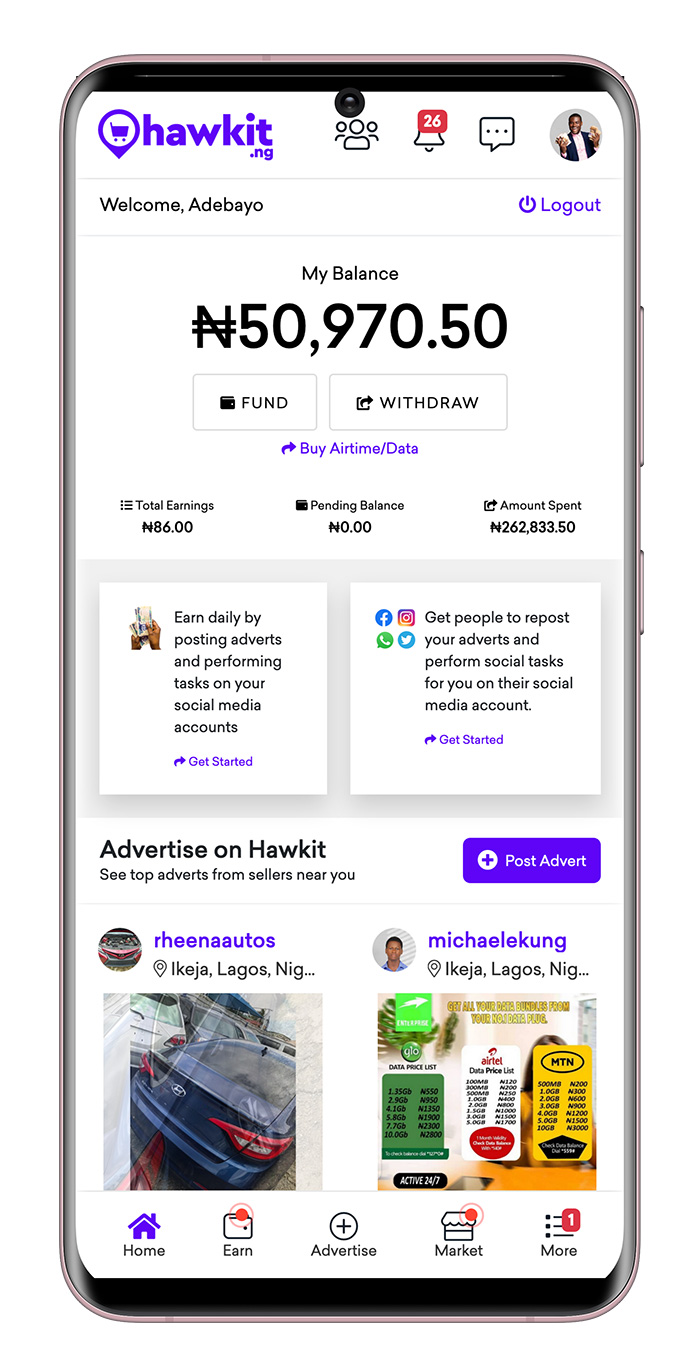 hawkit
.ng
26
Welcome, Adebayo
Logout
My Balance
₦50,970.50
FUND
WITHDRAW
Buy Airtime/Data
Total Earnings
₦86.00
Pending Balance
₦0.00
Amount Spent
₦262,833.50
Earn daily by
posting adverts
and performing
tasks on your
social media
accounts
Get Started
Get people to repost
your adverts and
perform social tasks
for you on their social
media account.
Get Started
Advertise on Hawkit
See top adverts from sellers near you
Post Advert
rheenaautos
Ikeja, Lagos, Nig...
michaelekung
Ikeja, Lagos, Nig...
ENTERPRISE
GET ALL YOUR DATA BUNDLES FROM
YOUR NO.1 DATA PLUG.
glo
DATA PRICE LIST
1.35Gb N550
2.9Gb N950
4.1Gb N1350
5.8Gb N1900
7.7Gb N2300
10.0Gb N2800
To check balance dial *127*0#
airtel
Data Price List
100MB N120
300MB N200
500MB N250
1.0GB N400
2.0GB N800
1.5GB N1000
3.0GB N1500
5.0GB N1700
1 Month Validity
Check Data Balance
With *140#
MTN
500MB N200
1.0GB N300
2.0GB N600
3.0GB N900
4.0GB N1200
5.0GB N1500
10GB N3000
Check Data Balance
Dial *559#
ACTIVE 24/7
Home
Earn
Advertise
Market
1
More